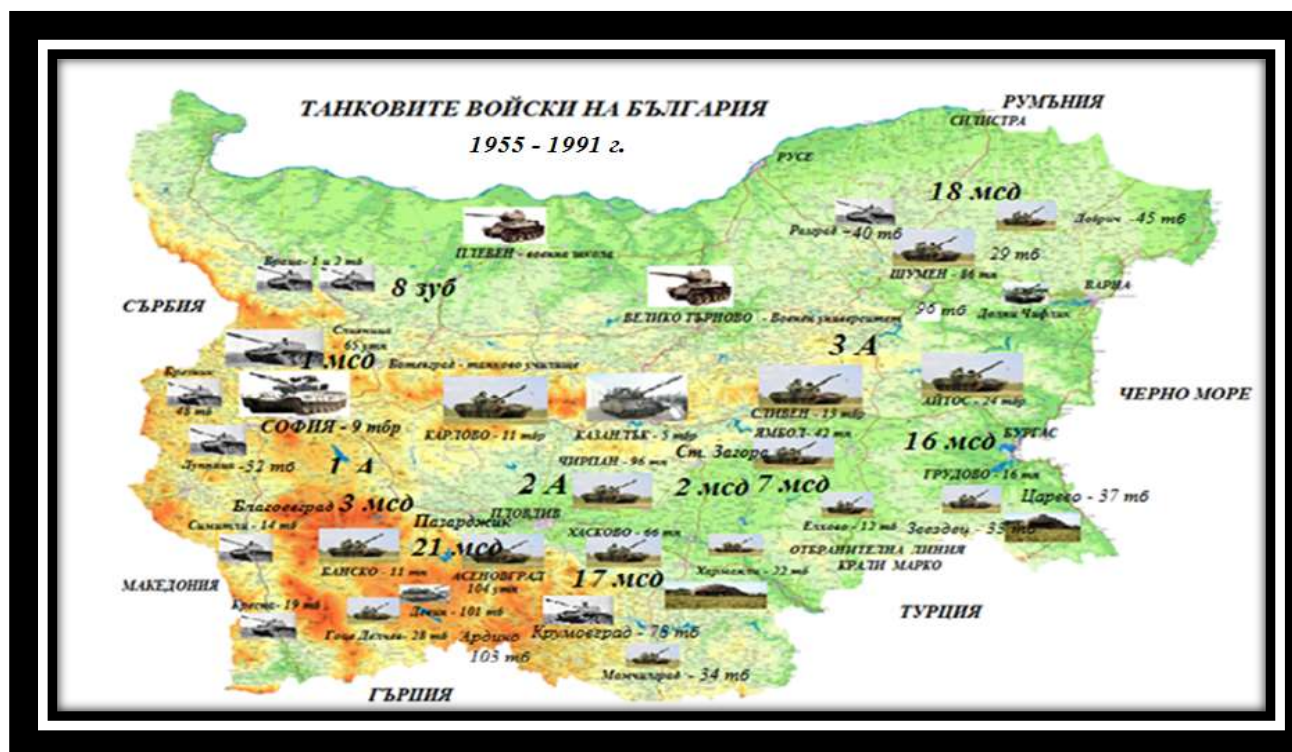 ТАНКОВИТЕ ВОЙСКИ НА БЪЛГАРИЯ
1955 - 1991 г.
РУМЪНИЯ
СИЛИСТРА
РУСЕ
18 мсд
Добрич -45 тб
Разград -40 тб
29 тб
ШУМЕН - 86 тп
ПЛЕВЕН - военна школа
Враца- 1 и 2 тб
8 зуб
СЪРБИЯ
ВАРНА
96 тб
Долни Чифлик
ВЕЛИКО ТЪРНОВО - Военен университет
Сливница
- 65 утп
1 мсд
Ботевград - танково училище
3 А
Брезник
48 тб
ЧЕРНО МОРЕ
СЛИВЕН - 13 тбр
АЙТОС - 24 тбр
СОФИЯ - 9 тбр
КАРЛОВО - 11 тбр
КАЗАНЛЪК - 5 тбр
ЯМБОЛ- 42 тп
16 мсд
БУРГАС
Дупница -32 тб
1 А
ЧИРПАН - 96 тп
Ст. Загора
ГРУДОВО - 16 тп
2 А
2 мсд
7 мсд
Царево - 37 тб
Благоевград
3 мсд
ПЛОВДИВ
Симитли - 14 тб
Пазарджик
ХАСКОВО - 66 тп
Елхово - 12 тб
Звездец - 35 тб
21 мсд
ОТБРАНИТЕЛНА ЛИНИЯ
КРАЛИ МАРКО
БАНСКО - 11 тп
АСЕНОВГРАД
104 утп
17 мсд
Харманли - 22 тб
МАКЕДОНИЯ
Кресна- 19 тб
Девин - 101 тб
ТУРЦИЯ
Гоце Делчев- 28 тб
Ардино
103 тб
Крумовград - 78 тб
Момчилград - 34 тб
ГЪРЦИЯ